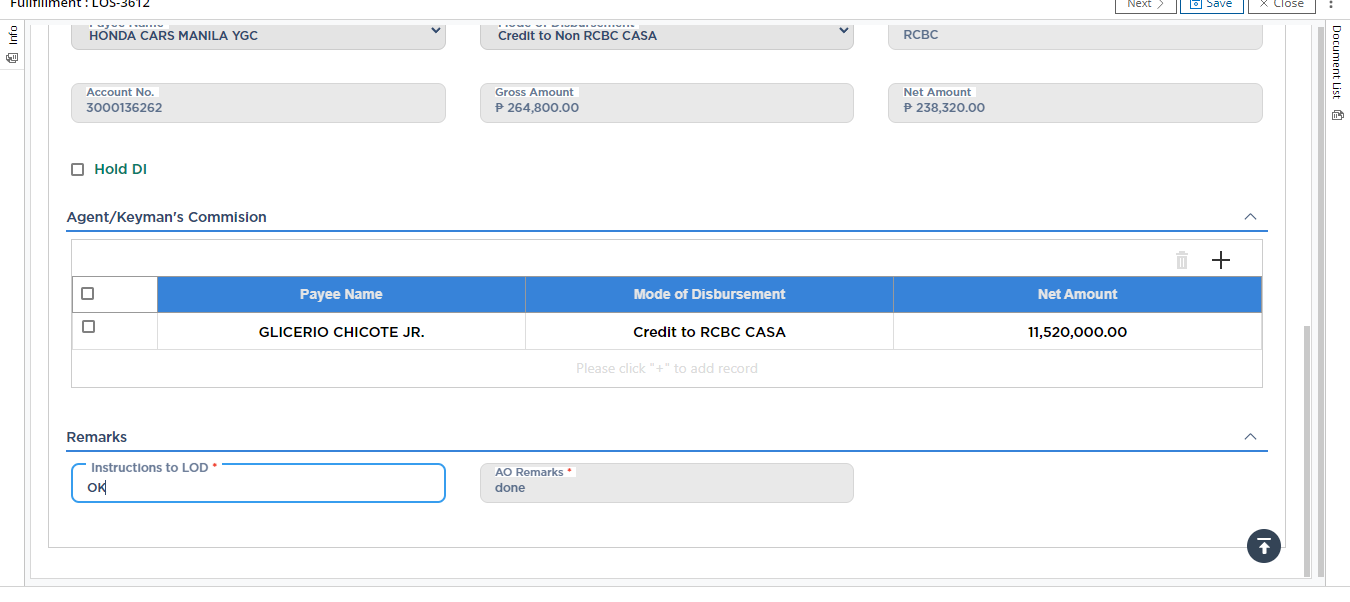 Fullfillment : LOS-3612
Next
Save
Close
Info
Document List
Payee Name
HONDA CARS MANILA YGC
Mode of Disbursement
Credit to Non RCBC CASA
RCBC
Account No.
3000136262
Gross Amount
₱ 264,800.00
Net Amount
₱ 238,320.00
Hold DI
Agent/Keyman's Commision
Payee Name Mode of Disbursement Net Amount
GLICERIO CHICOTE JR. Credit to RCBC CASA 11,520,000.00
Please click "+" to add record
Remarks
Instructions to LOD *
OK
AO Remarks *
done